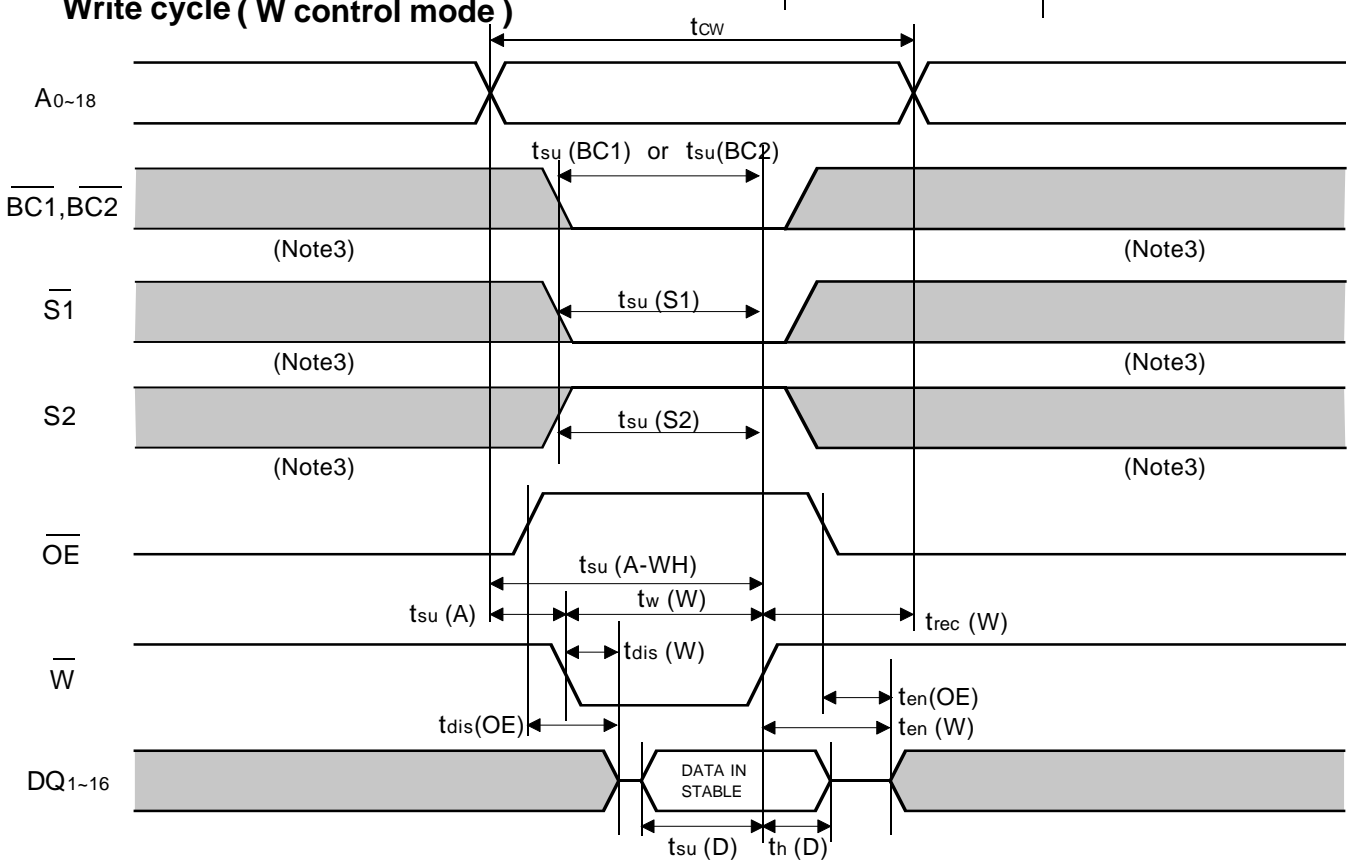 Write cycle ( W control mode )
tCW
A0~18
tsu (BC1) or tsu(BC2)
BC1,BC2
(Note3)
(Note3)
S1
tsu (S1)
(Note3)
(Note3)
S2
tsu (S2)
(Note3)
(Note3)
OE
tsu (A-WH)
tsu (A)
tw (W)
trec (W)
W
tdis (W)
ten(OE)
tdis(OE)
ten (W)
DQ1~16
DATA IN
STABLE
tsu (D)
th (D)